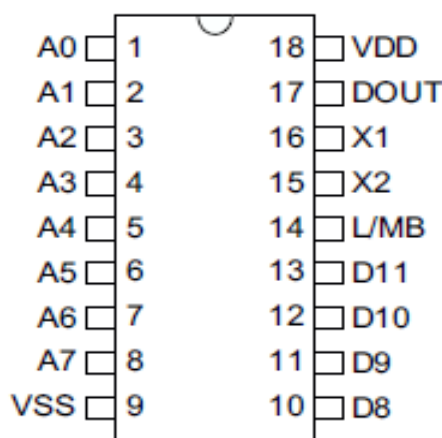 A0 1 18 VDD
A1 2 17 DOUT
A2 3 16 X1
A3 4 15 X2
A4 5 14 L/MB
A5 6 13 D11
A6 7 12 D10
A7 8 11 D9
VSS 9 10 D8